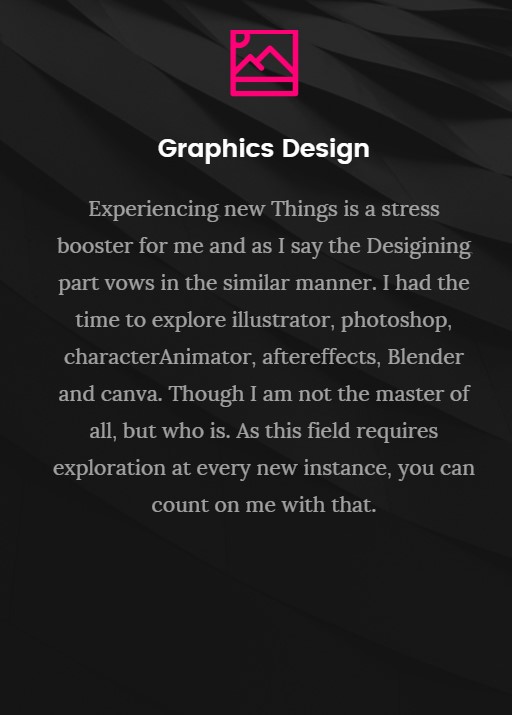 Graphics Design
Experiencing new Things is a stress
booster for me and as I say the Desigining
part vows in the similar manner. I had the
time to explore illustrator, photoshop,
characterAnimator, aftereffects, Blender
and canva. Though I am not the master of
all, but who is. As this field requires
exploration at every new instance, you can
count on me with that.